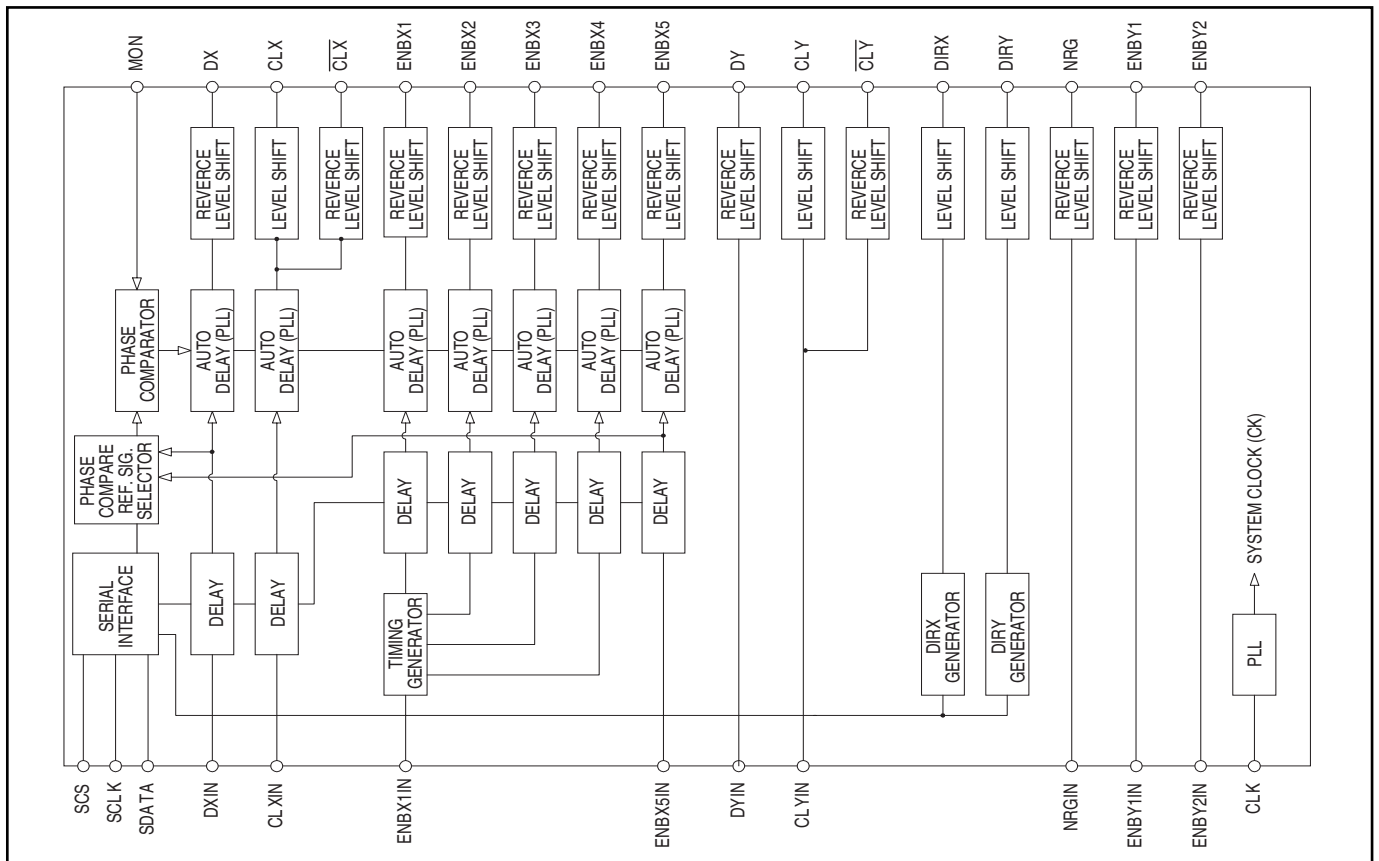 MON
DX
CLX
CLX
ENBX1
ENBX2
ENBX3
ENBX4
ENBX5
DY
CLY
CLY
DIRX
DIRY
NRG
ENBY1
ENBY2
REVERCE
LEVEL SHIFT
LEVEL SHIFT
REVERCE
LEVEL SHIFT
REVERCE
LEVEL SHIFT
REVERCE
LEVEL SHIFT
REVERCE
LEVEL SHIFT
REVERCE
LEVEL SHIFT
REVERCE
LEVEL SHIFT
REVERCE
LEVEL SHIFT
LEVEL SHIFT
REVERCE
LEVEL SHIFT
LEVEL SHIFT
LEVEL SHIFT
REVERCE
LEVEL SHIFT
REVERCE
LEVEL SHIFT
REVERCE
LEVEL SHIFT
PHASE
COMPARATOR
AUTO
DELAY (PLL)
AUTO
DELAY (PLL)
AUTO
DELAY (PLL)
AUTO
DELAY (PLL)
AUTO
DELAY (PLL)
AUTO
DELAY (PLL)
AUTO
DELAY (PLL)
PHASE
COMPARE
REF. SIG.
SELECTOR
DELAY
DELAY
DELAY
DELAY
DELAY
SERIAL
INTERFACE
DELAY
DELAY
TIMING
GENERATOR
DIRX
GENERATOR
DIRY
GENERATOR
PLL
SYSTEM CLOCK (CK)
SCS
SCLK
SDATA
DXIN
CLXIN
ENBX1IN
ENBX5IN
DYIN
CLYIN
NRGIN
ENBY1IN
ENBY2IN
CLK